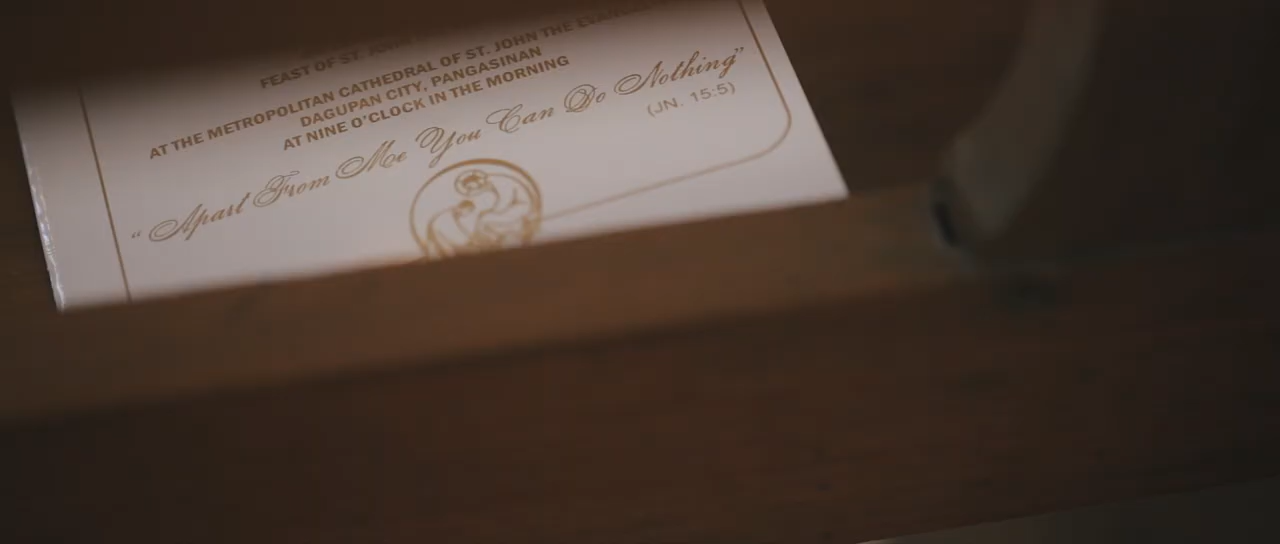 FEAST OF ST. JOHN
AT THE METROPOLITAN CATHEDRAL OF ST. JOHN THE
DAGUPAN CITY, PANGASINAN
AT NINE O'CLOCK IN THE MORNING
“Apart From Me You Can Do Nothing”
(JN. 15:5)